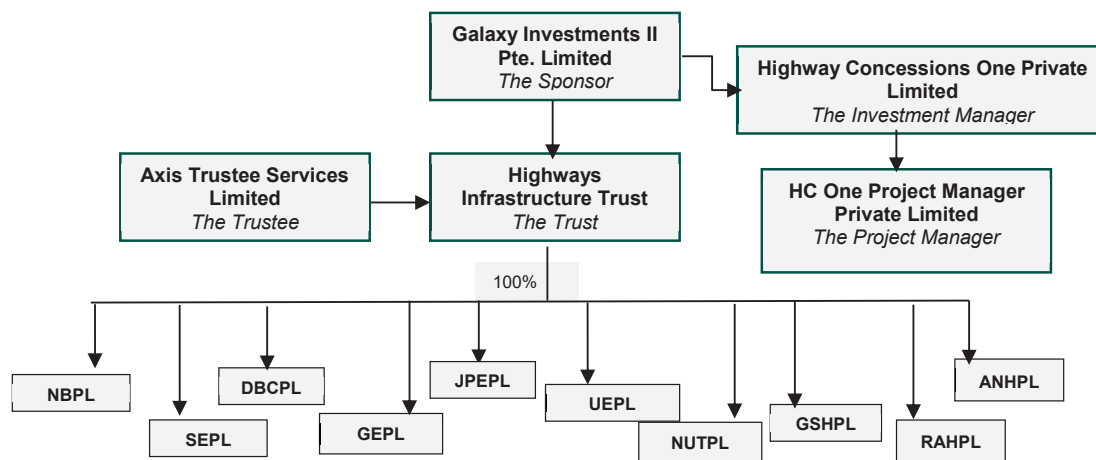 Galaxy Investments II
Pte. Limited
The Sponsor
Highway Concessions One Private
Limited
The Investment Manager
Axis Trustee Services
Limited
The Trustee
Highways
Infrastructure Trust
The Trust
HC One Project Manager
Private Limited
The Project Manager
100%
NBPL
SEPL
DBCPL
GEPL
JPEPL
UEPL
NUTPL
GSHPL
RAHPL
ANHPL